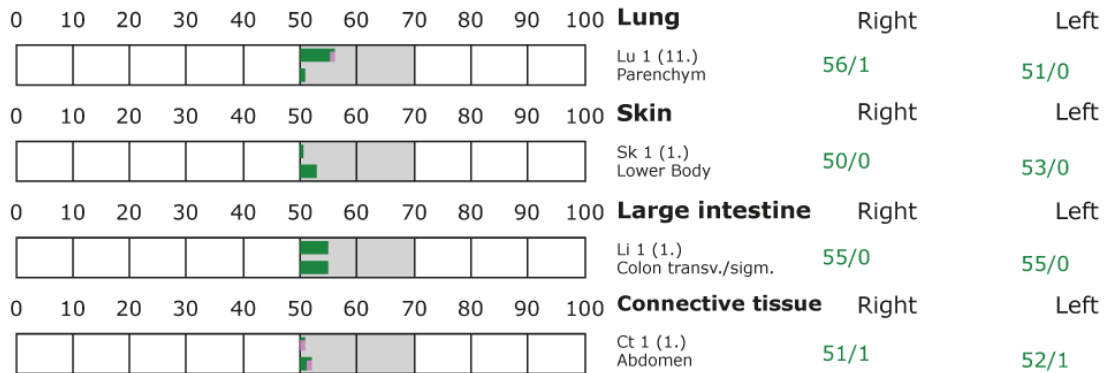 0 10 20 30 40 50 60 70 80 90 100 Lung Right Left
Lu 1 (11.)
Parenchym
56/1 51/0
0 10 20 30 40 50 60 70 80 90 100 Skin Right Left
Sk 1 (1.)
Lower Body
50/0 53/0
0 10 20 30 40 50 60 70 80 90 100 Large intestine Right Left
Li 1 (1.)
Colon transv./sigm.
55/0 55/0
0 10 20 30 40 50 60 70 80 90 100 Connective tissue Right Left
Ct 1 (1.)
Abdomen
51/1 52/1